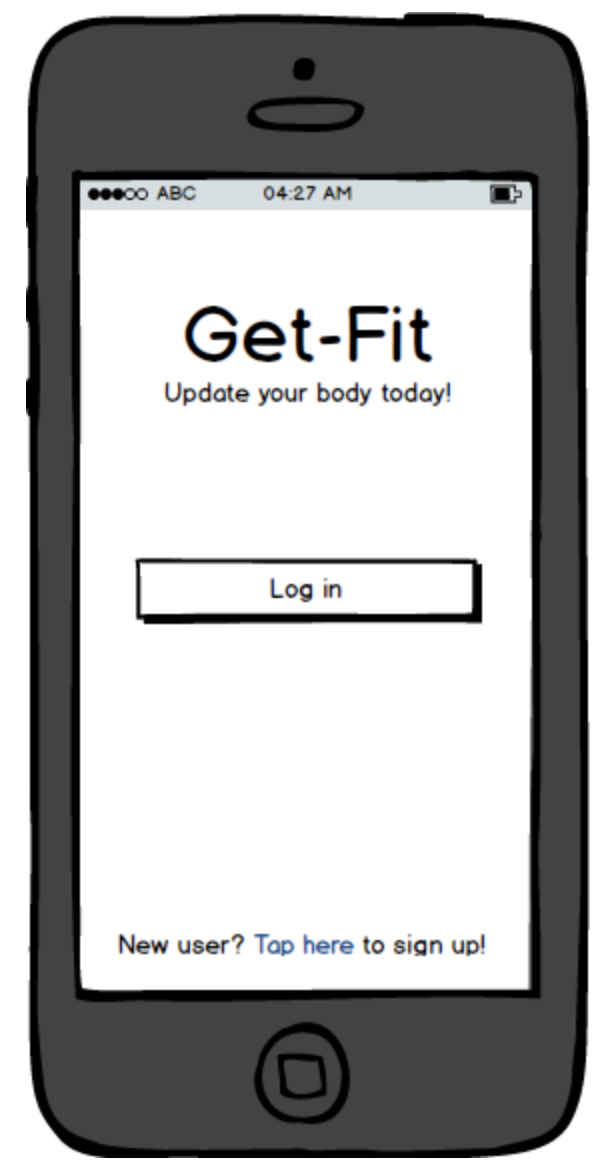 ABC 04:27 AM
Get-Fit
Update your body today!
Log in
New user? Tap here to sign up!